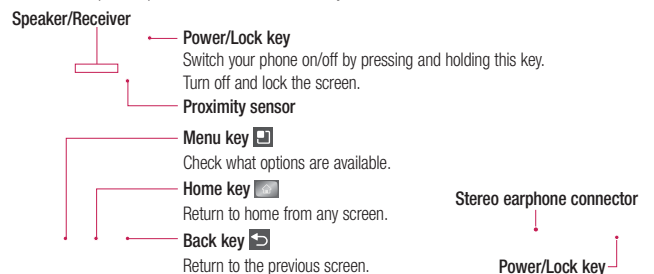 Speaker/Receiver
Power/Lock key
Switch your phone on/off by pressing and holding this key.
Turn off and lock the screen.
Proximity sensor
Menu key
Check what options are available.
Home key
Return to home from any screen.
Back key
Return to the previous screen.
Stereo earphone connector
Power/Lock key